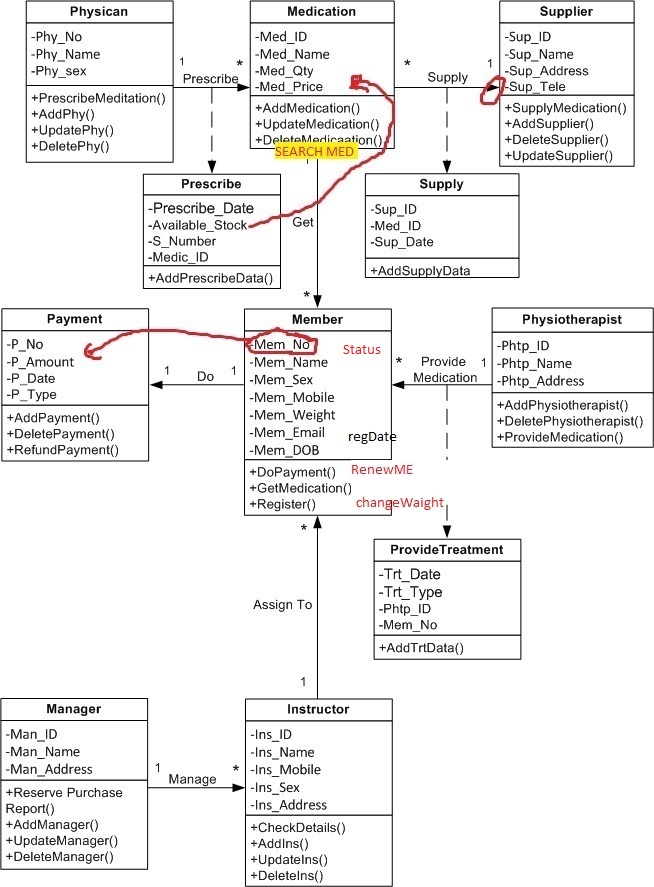 Physican
-Phy_No
-Phy_Name
-Phy_sex
+PrescribeMeditation()
+AddPhy()
+UpdatePhy()
+DeletePhy()
1
*
Prescribe
Medication
-Med_ID
-Med_Name
-Med_Qty
-Med_Price
+AddMedication()
+UpdateMedication()
+DeleteMedicaation()
SEARCH MED
*
1
Supply
Supplier
-Sup_ID
-Sup_Name
-Sup_Address
-Sup_Tele
+SupplyMedication()
+AddSupplier()
+DeleteSupplier()
+UpdateSupplier()
Prescribe
-Prescribe_Date
-Available_Stock
-S_Number
-Medic_ID
+AddPrescribeData()
Get
*
Supply
-Sup_ID
-Med_ID
-Sup_Date
+AddSupplyData
Payment
-P_No
-P_Amount
-P_Date
-P_Type
+AddPayment()
+DeletePayment()
+RefundPayment()
1
1
Do
Member
-Mem_No
-Mem_Name
-Mem_Sex
-Mem_Mobile
-Mem_Weight
-Mem_Email
-Mem_DOB
Status
regDate
+DoPayment()
+GetMedication()
+Register()
RenewME
changeWaight
*
1
Provide
Medication
Physiotherapist
-Phtp_ID
-Phtp_Name
-Phtp_Address
+AddPhysiotherapist()
+DeletePhysiotherapist()
+ProvideMedication()
ProvideTreatment
-Trt_Date
-Trt_Type
-Phtp_ID
-Mem_No
+AddTrtData()
*
Assign To
1
Manager
-Man_ID
-Man_Name
-Man_Address
+Reserve Purchase
Report()
+AddManager()
+UpdateManager()
+DeleteManager()
1
*
Manage
Instructor
-Ins_ID
-Ins_Name
-Ins_Mobile
-Ins_Sex
-Ins_Address
+CheckDetails()
+AddIns()
+UpdateIns()
+DeleteIns()